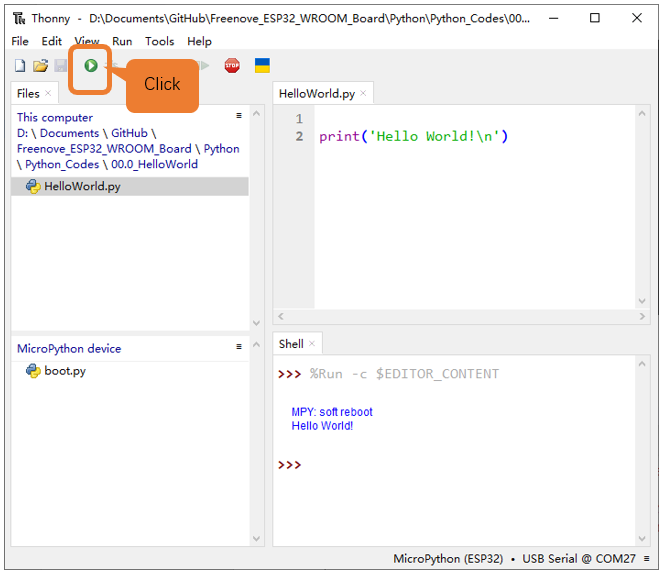 Thonny - D:\Documents\GitHub\Freenove_ESP32_WROOM_Board\Python\Python_Codes\00...
File Edit View Run Tools Help
STOP
Click
Files
This computer
D: \ Documents \ GitHub \
Freenove_ESP32_WROOM_Board \ Python
\ Python_Codes \ 00.0_HelloWorld
HelloWorld.py
MicroPython device
boot.py
HelloWorld.py
1
2 print('Hello World!\n')
Shell
>>> %Run -c $EDITOR_CONTENT
MPY: soft reboot
Hello World!
>>>
MicroPython (ESP32) • USB Serial @ COM27 ≡